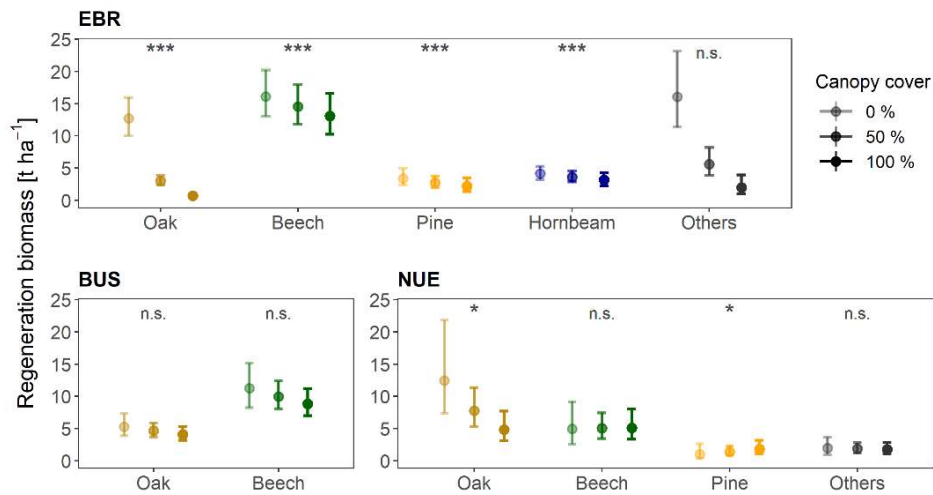 EBR
Regeneration biomass [t ha⁻¹]
25
20
15
10
5
0
*** *** *** *** n.s.
Oak Beech Pine Hornbeam Others
Canopy cover
0 %
50 %
100 %
BUS
25
20
15
10
5
0
n.s. n.s.
Oak Beech
NUE
25
20
15
10
5
0
* n.s. * n.s.
Oak Beech Pine Others